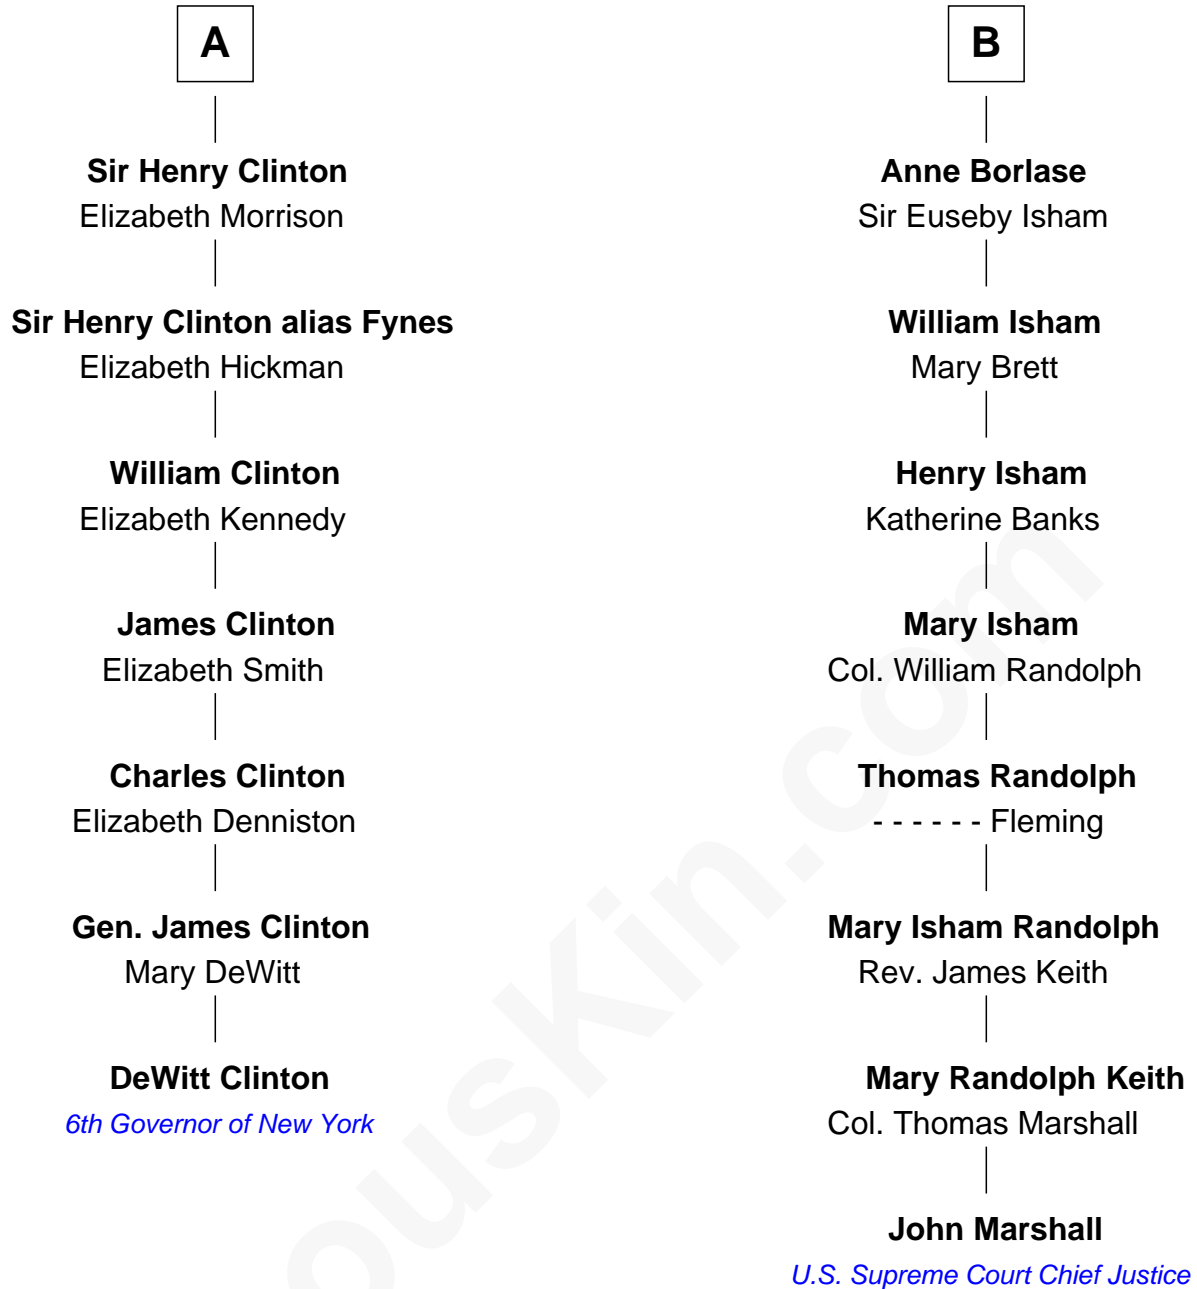 A
Sir Henry Clinton
Elizabeth Morrison
Sir Henry Clinton alias Fynes
Elizabeth Hickman
William Clinton
Elizabeth Kennedy
James Clinton
Elizabeth Smith
Charles Clinton
Elizabeth Denniston
Gen. James Clinton
Mary DeWitt
DeWitt Clinton
6th Governor of New York
B
Anne Borlase
Sir Euseby Isham
William Isham
Mary Brett
Henry Isham
Katherine Banks
Mary Isham
Col. William Randolph
Thomas Randolph
- - - - - - Fleming
Mary Isham Randolph
Rev. James Keith
Mary Randolph Keith
Col. Thomas Marshall
John Marshall
U.S. Supreme Court Chief Justice
ousKin.com